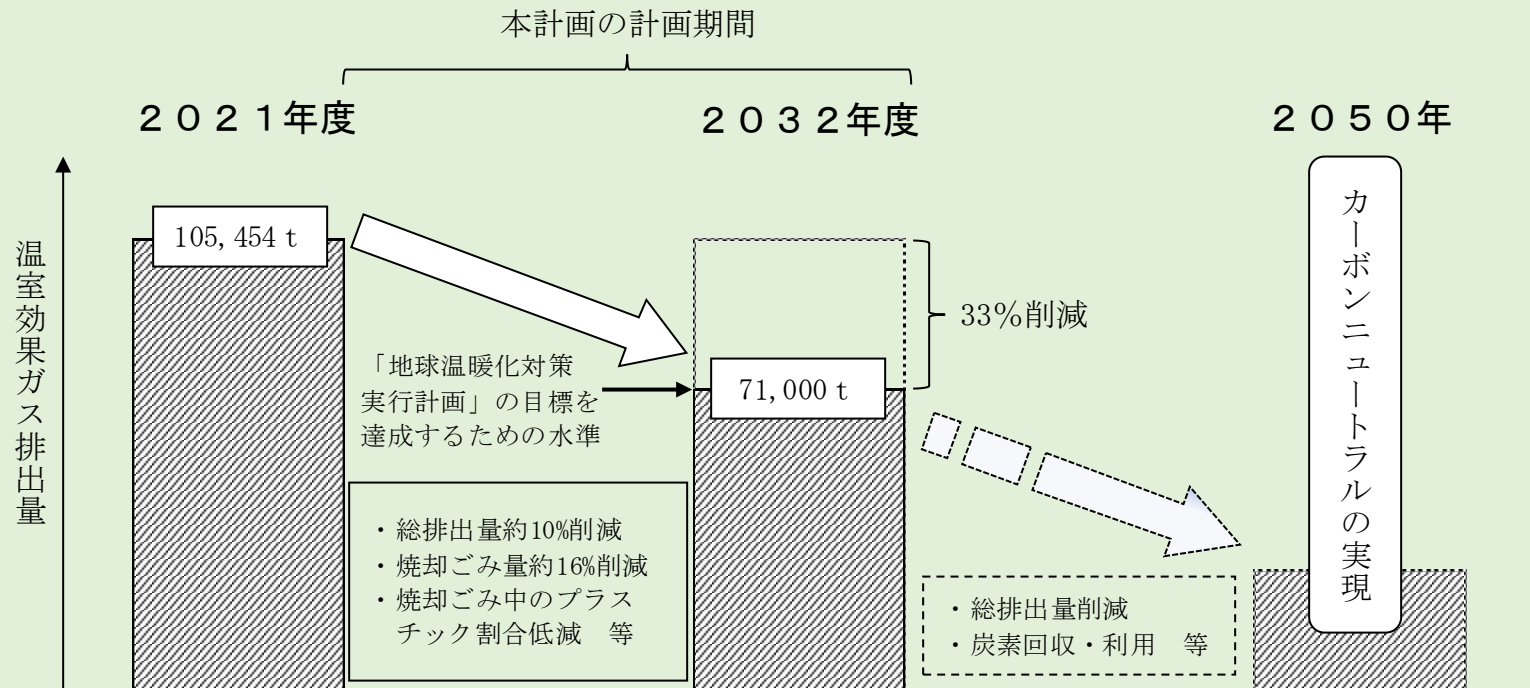 本計画の計画期間
２０２１年度
２０３２年度
２０５０年
温室効果ガス排出量
105,454 t
33%削減
「地球温暖化対策
実行計画」の目標を
達成するための水準
71,000 t
・総排出量約10%削減
・焼却ごみ量約16%削減
・焼却ごみ中のプラス
チック割合低減　等
・総排出量削減
・炭素回収・利用　等
カーボンニュートラルの実現